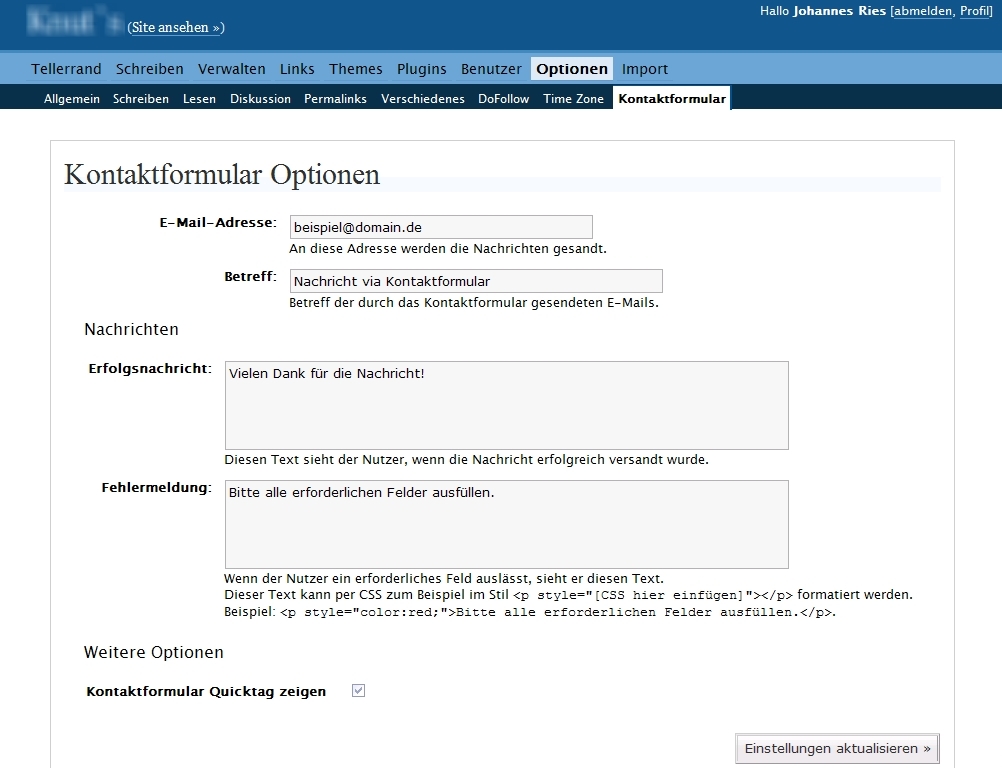 (Site ansehen »)
Hallo Johannes Ries [abmelden, Profil]
Tellerrand Schreiben Verwalten Links Themes Plugins Benutzer Optionen Import
Allgemein Schreiben Lesen Diskussion Permalinks Verschiedenes DoFollow Time Zone Kontaktformular
Kontaktformular Optionen
E-Mail-Adresse: beispiel@domain.de
An diese Adresse werden die Nachrichten gesandt.
Betreff: Nachricht via Kontaktformular
Betreff der durch das Kontaktformular gesendeten E-Mails.
Nachrichten
Erfolgsnachricht: Vielen Dank für die Nachricht!
Diesen Text sieht der Nutzer, wenn die Nachricht erfolgreich versandt wurde.
Fehlermeldung: Bitte alle erforderlichen Felder ausfüllen.
Wenn der Nutzer ein erforderliches Feld auslässt, sieht er diesen Text.
Dieser Text kann per CSS zum Beispiel im Stil <p style="[CSS hier einfügen]"></p> formatiert werden.
Beispiel: <p style="color:red;">Bitte alle erforderlichen Felder ausfüllen.</p>.
Weitere Optionen
Kontaktformular Quicktag zeigen
Einstellungen aktualisieren »